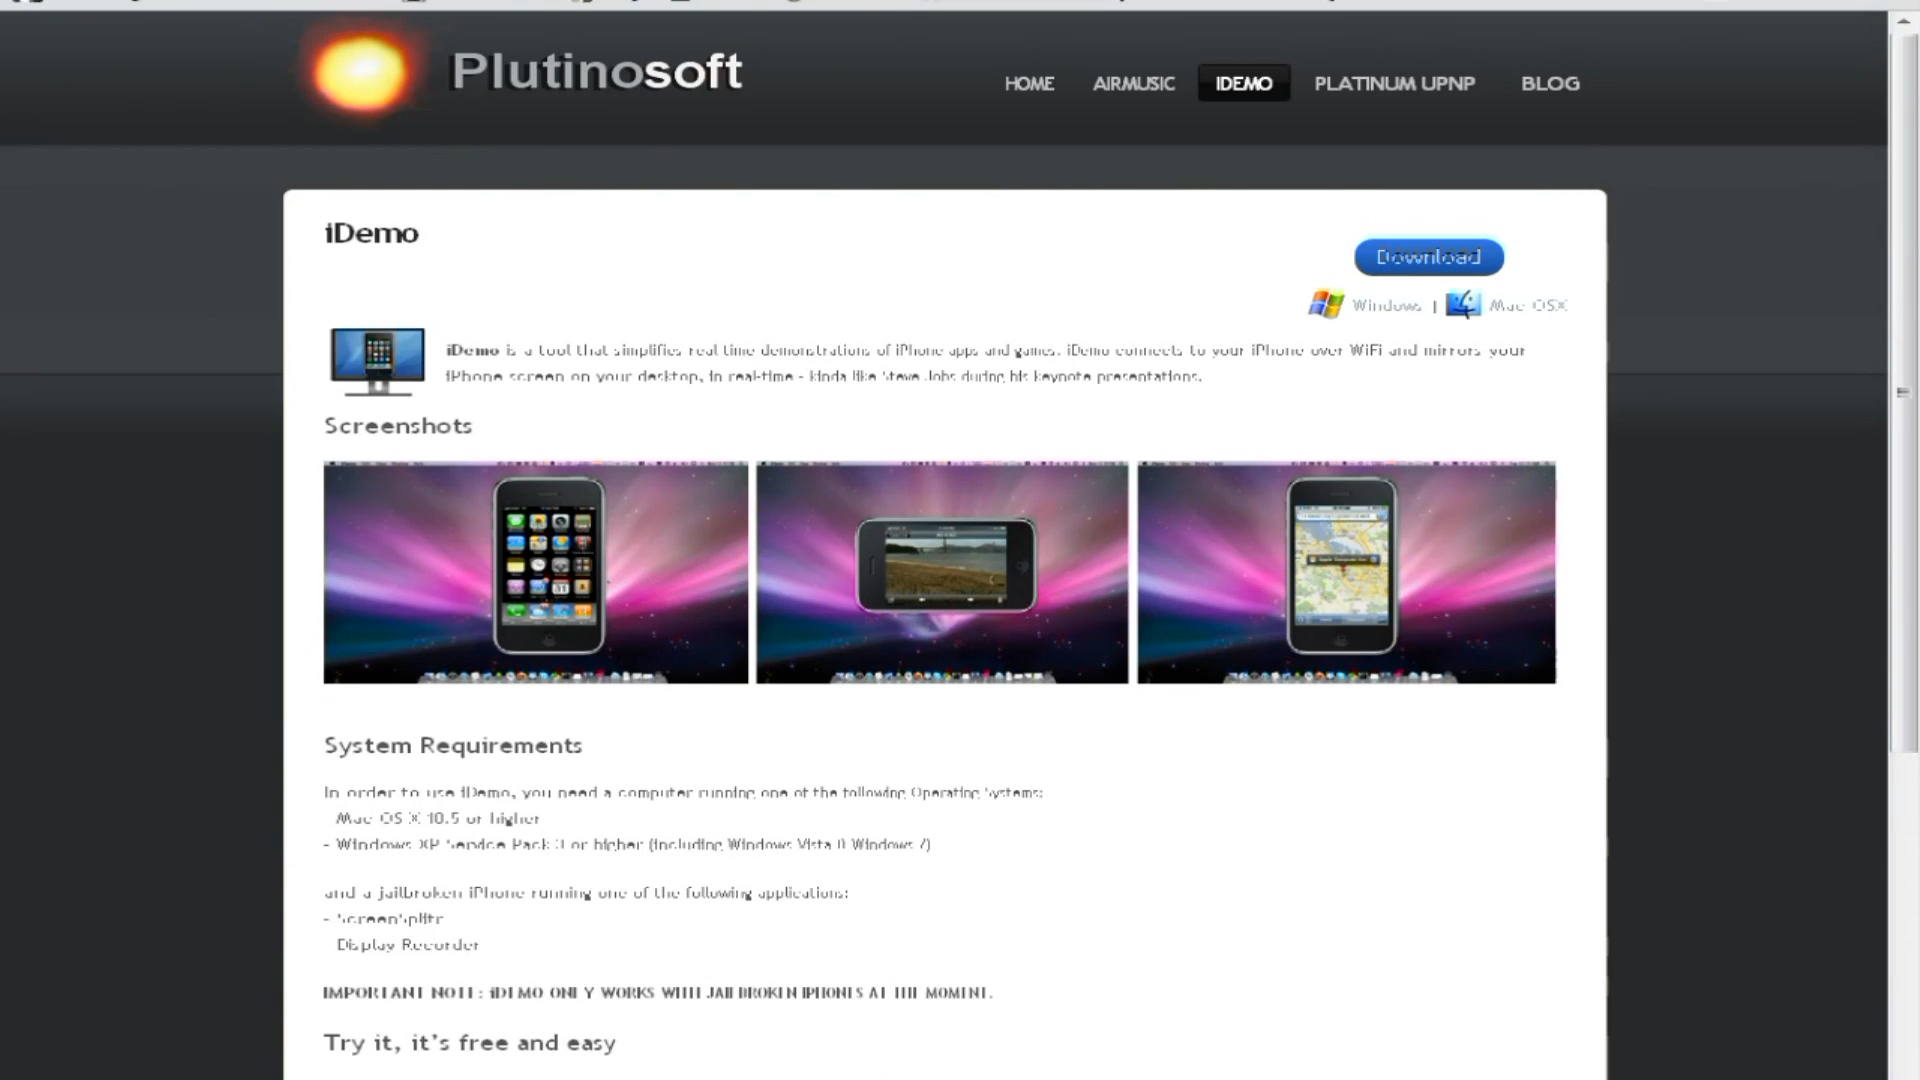 Plutinosoft
HOME AIRMUSIC IDEMO PLATINUM UPNP BLOG
iDemo
Download
Windows | Mac OSX
iDemo is a tool that simplifies real time demonstrations of iPhone apps and games. iDemo connects to your iPhone over WiFi and mirrors your
iPhone screen on your desktop, in real-time - kinda like Steve Jobs during his keynote presentations.
Screenshots
System Requirements
In order to use iDemo, you need a computer running one of the following Operating Systems:
Mac OS X 10.5 or higher
- Windows XP Service Pack 3 or higher (including Windows Vista & Windows 7)
and a jailbroken iPhone running one of the following applications:
- ScreenSplitr
Display Recorder
IMPORTANT NOTE: iDEMO ONLY WORKS WITH JAILBROKEN IPHONES AT THE MOMENT.
Try it, it's free and easy